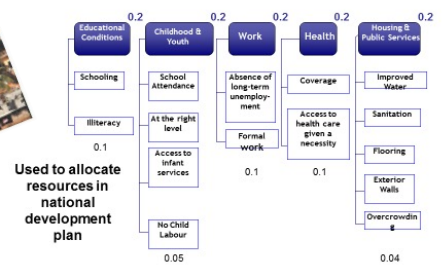 0.2 0.2 0.2 0.2 0.2
Educational
Conditions
Schooling
Illiteracy
0.1
Used to allocate
resources in
national
development
plan
Childhood &
Youth
School
Attendance
At the right
level
Access to
infant
services
No Child
Labour
0.05
Work
Absence of
long-term
unemploy-
ment
Formal
work
0.1
Health
Coverage
Access to
health care
given a
necessity
0.1
Housing &
Public Services
Improved
Water
Sanitation
Flooring
Exterior
Walls
Overcrowdin
g
0.04